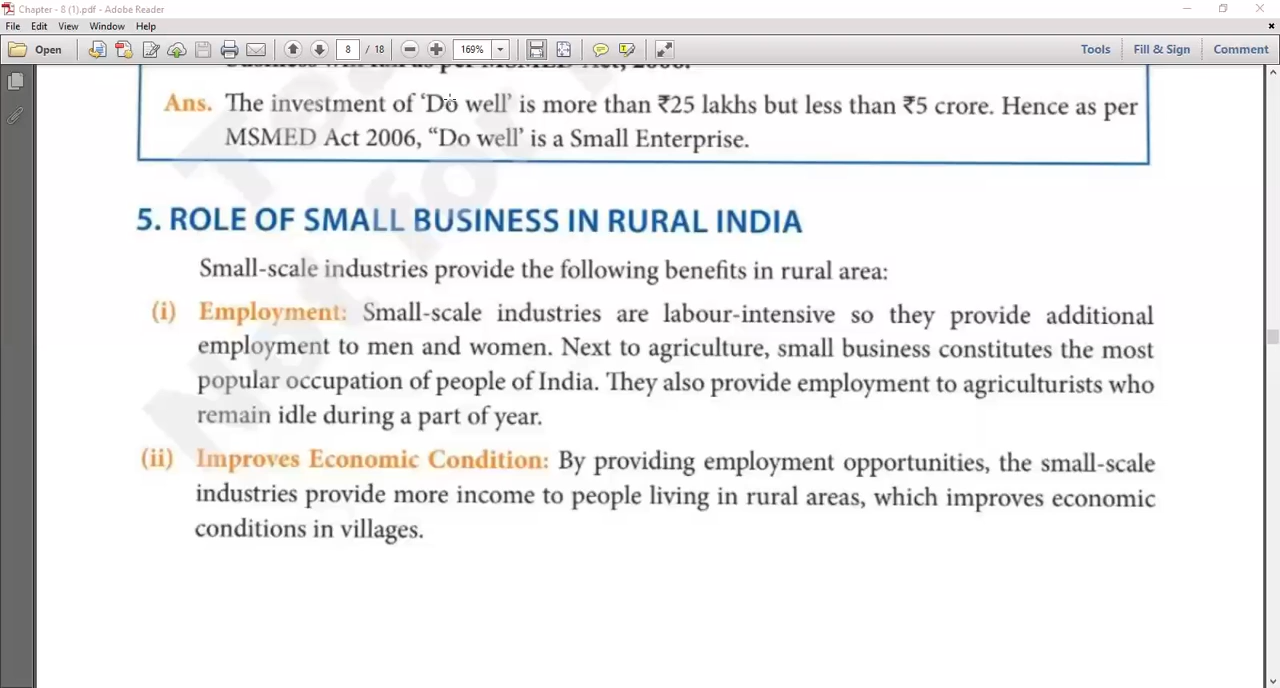 Chapter - 8 (1).pdf - Adobe Reader
File Edit View Window Help
Open 8 / 18 169% Tools Fill & Sign Comment
Ans. The investment of ‘Do well’ is more than ₹25 lakhs but less than ₹5 crore. Hence as per
MSMED Act 2006, “Do well’ is a Small Enterprise.
5. ROLE OF SMALL BUSINESS IN RURAL INDIA
Small-scale industries provide the following benefits in rural area:
(i) Employment: Small-scale industries are labour-intensive so they provide additional
employment to men and women. Next to agriculture, small business constitutes the most
popular occupation of people of India. They also provide employment to agriculturists who
remain idle during a part of year.
(ii) Improves Economic Condition: By providing employment opportunities, the small-scale
industries provide more income to people living in rural areas, which improves economic
conditions in villages.